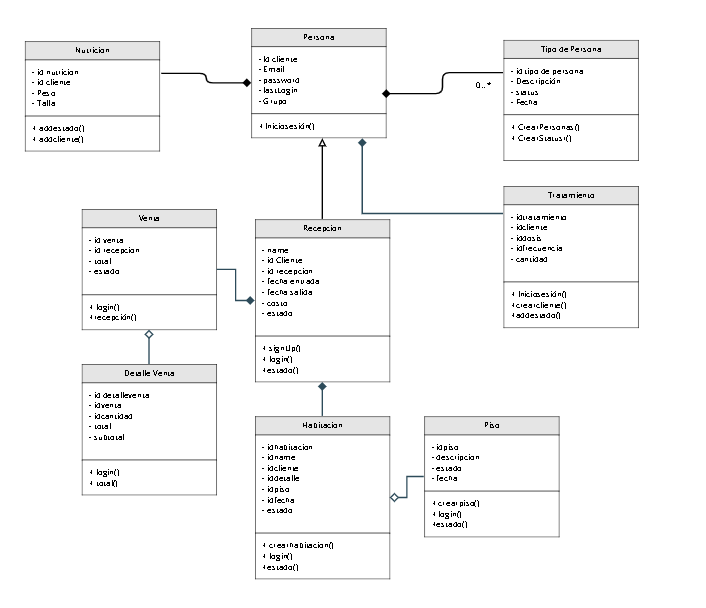 Nutricion
- id nutricion
- id cliente
- Peso
- Talla
+ addestado()
+ addcliente()
Persona
- Id cliente
- Email
- password
- lastLogin
- Grupo
+ Iniciosesión()
Tipo de Persona
- id tipo de persona
- Descripción
- status
- Fecha
+ CrearPersonas()
+ CrearStatusr()
0..*
Tratamiento
- idtratamiento
- idcliente
- iddosis
- idfrecuencia
- cantidad
+ Iniciosesión()
+crearcliente()
+addestado()
Venta
- id venta
- id recepcion
- total
- estado
+ login()
+recepción()
Recepcion
- name
- id Cliente
- id recepcion
- fecha entrada
- fecha salida
- costo
- estado
+ signUp()
+ login()
+estado()
Detalle Venta
- id detalleventa
- idventa
- idcantidad
- total
- subtotal
+ login()
+ total()
Habitacion
- idhabitacion
- idname
- idcliente
- iddetalle
- idpiso
- idfecha
- estado
+ crearhabitacion()
+ login()
+estado()
Piso
- idpiso
- descripcion
- estado
- fecha
+ crearpiso()
+ login()
+estado()